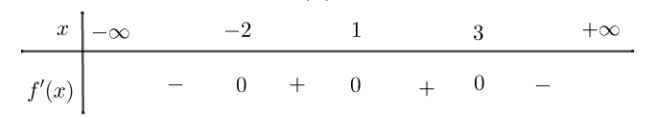 x −∞ −2 1 3 +∞
f′(x) − 0 + 0 + 0 −